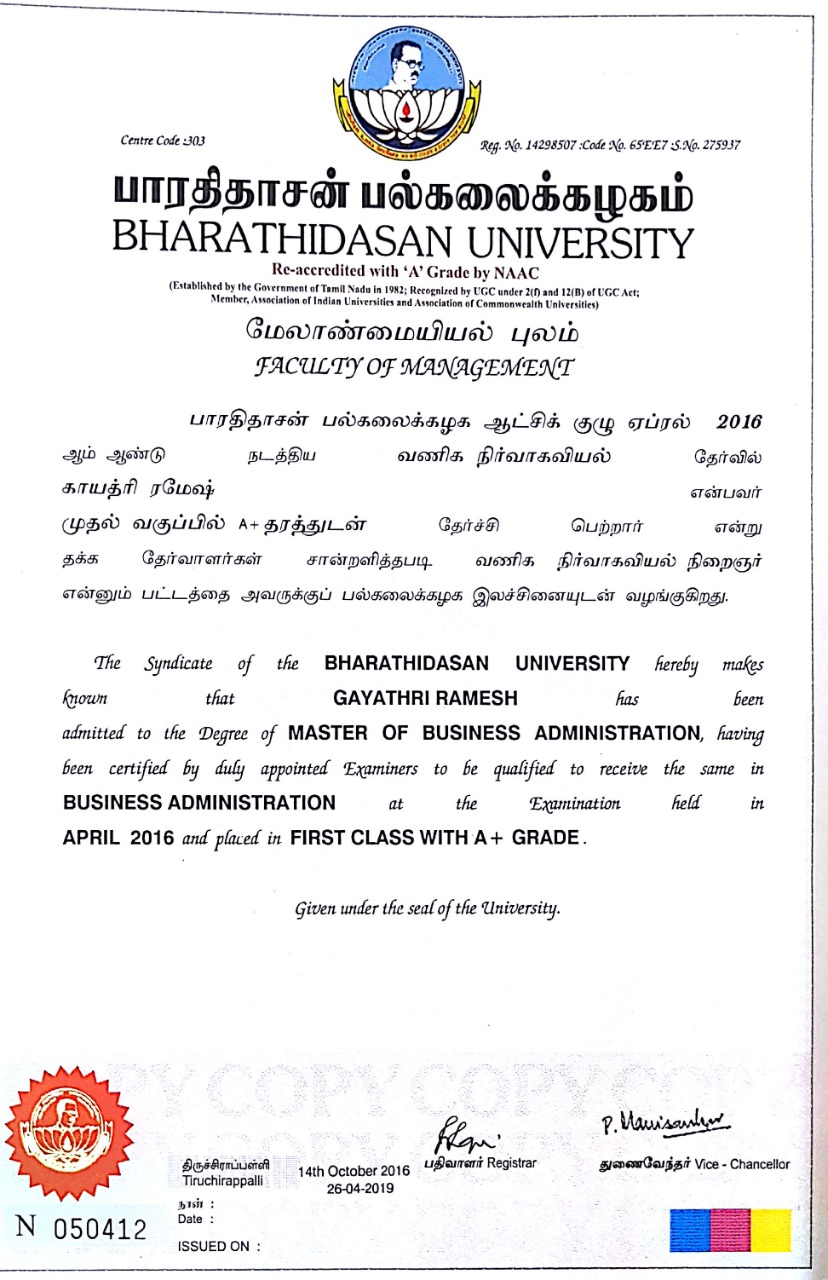 BHARATHIDASAN UNIVERSITY
Centre Code :303
Reg. No. 14298507 :Code No. 65EE7 :S.No. 275937
பாரதிதாசன் பல்கலைக்கழகம்
BHARATHIDASAN UNIVERSITY
Re-accredited with ‘A’ Grade by NAAC
(Established by the Government of Tamil Nadu in 1982; Recognized by UGC under 2(f) and 12(B) of UGC Act;
Member, Association of Indian Universities and Association of Commonwealth Universities)
மேலாண்மையியல் புலம்
FACULTY OF MANAGEMENT
பாரதிதாசன் பல்கலைக்கழக ஆட்சிக் குழு ஏப்ரல் 2016
ஆம் ஆண்டு நடத்திய வணிக நிர்வாகவியல் தேர்வில்
காயத்ரி ரமேஷ் என்பவர்
முதல் வகுப்பில் A+ தரத்துடன் தேர்ச்சி பெற்றார் என்று
தக்க தேர்வாளர்கள் சான்றளித்தபடி வணிக நிர்வாகவியல் நிறைஞர்
என்னும் பட்டத்தை அவருக்குப் பல்கலைக்கழக இலச்சினையுடன் வழங்குகிறது.
The Syndicate of the BHARATHIDASAN UNIVERSITY hereby makes
known that GAYATHRI RAMESH has been
admitted to the Degree of MASTER OF BUSINESS ADMINISTRATION, having
been certified by duly appointed Examiners to be qualified to receive the same in
BUSINESS ADMINISTRATION at the Examination held in
APRIL 2016 and placed in FIRST CLASS WITH A+ GRADE.
Given under the seal of the University.
PY COPY COPY CO
P. Manisankar
திருச்சிராப்பள்ளி
Tiruchirappalli
14th October 2016
26-04-2019
பதிவாளர் Registrar
துணைவேந்தர் Vice - Chancellor
நாள் :
Date :
ISSUED ON :
N 050412